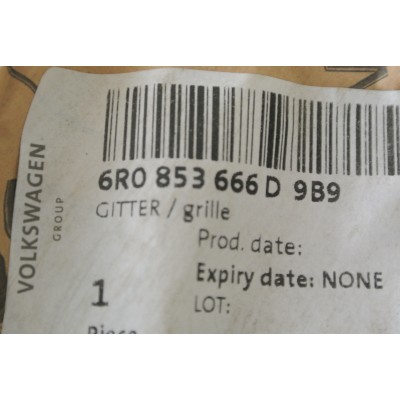 VOLKSWAGEN
GROUP
6R0 853 666 D 9B9
GITTER / grille
Prod. date:
Expiry date: NONE
LOT:
1